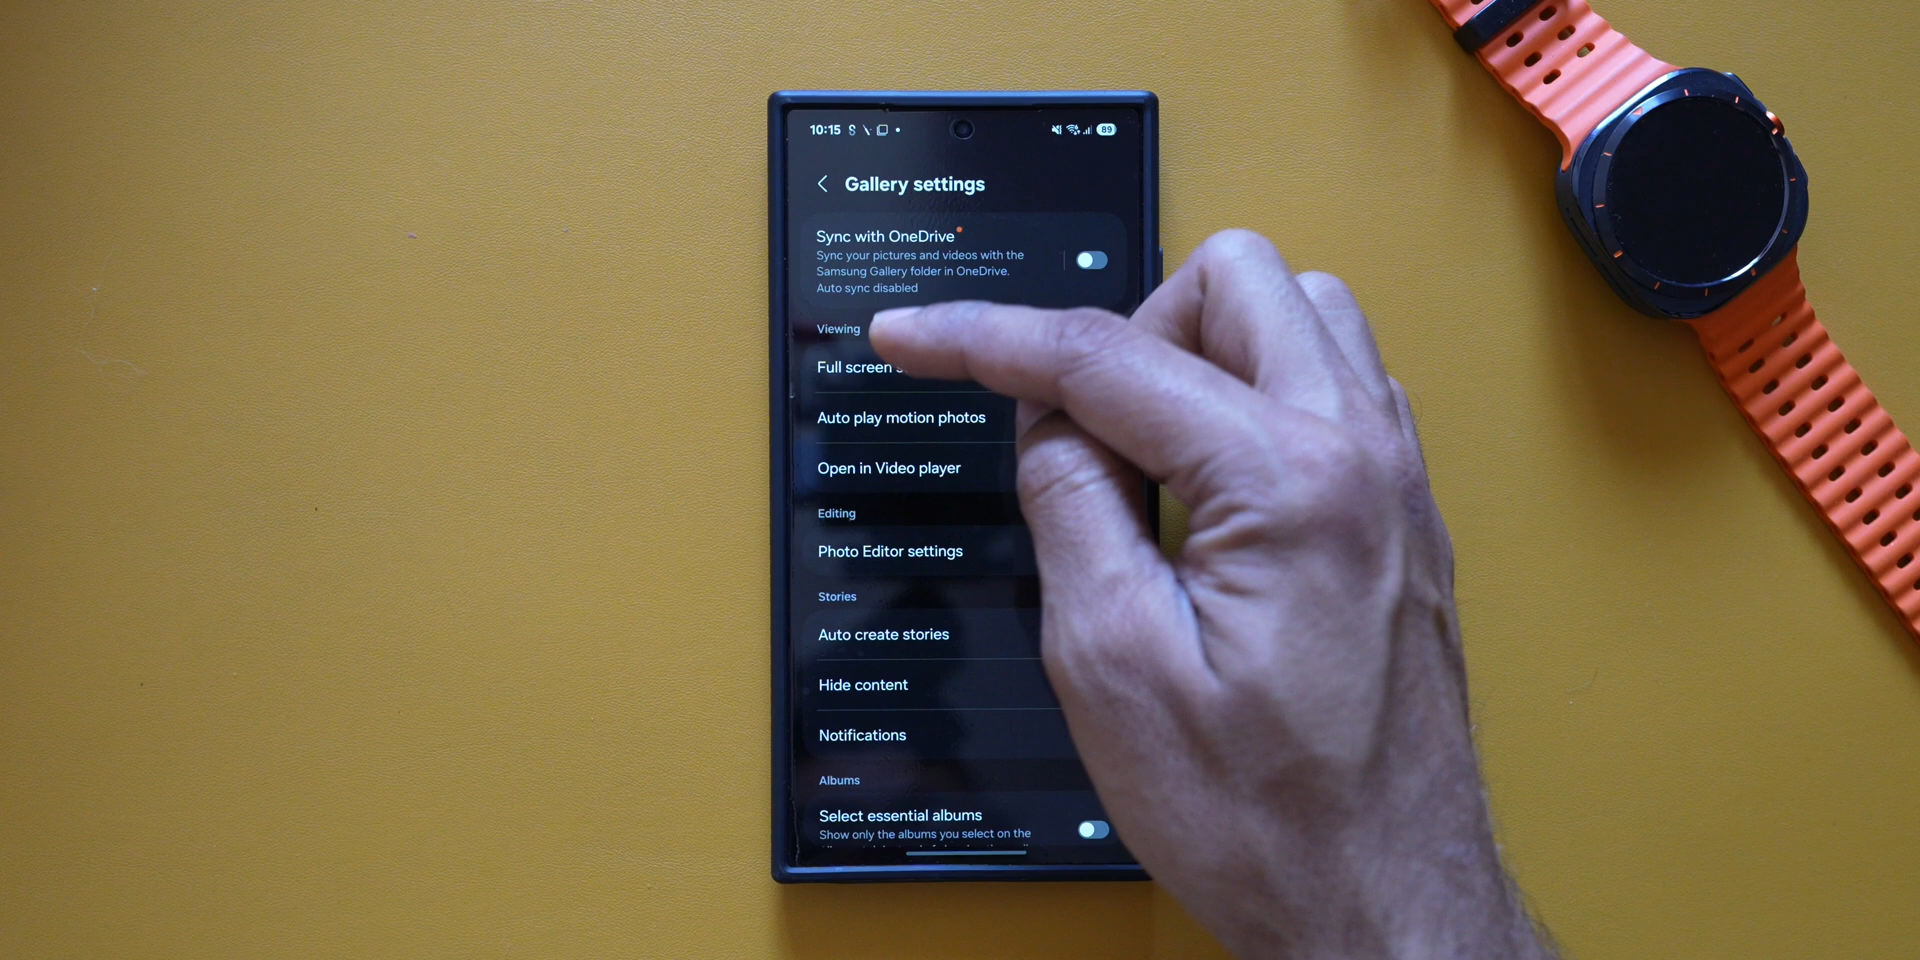 10:15
89
Gallery settings
Sync with OneDrive
Sync your pictures and videos with the
Samsung Gallery folder in OneDrive.
Auto sync disabled
Viewing
Full screen
Auto play motion photos
Open in Video player
Editing
Photo Editor settings
Stories
Auto create stories
Hide content
Notifications
Albums
Select essential albums
Show only the albums you select on the